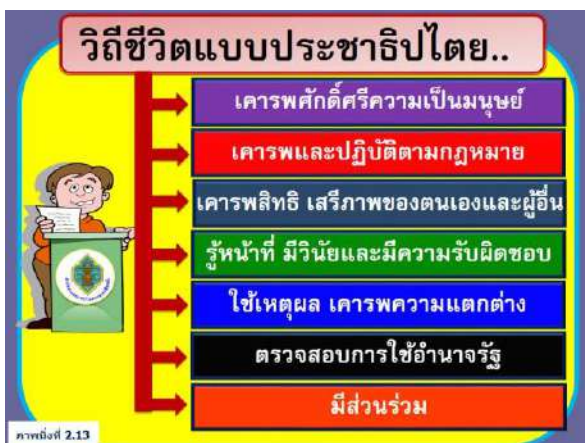 วิถีชีวิตแบบประชาธิปไตย..
เคารพศักดิ์ศรีความเป็นมนุษย์
เคารพและปฏิบัติตามกฎหมาย
เคารพสิทธิ เสรีภาพของตนเองและผู้อื่น
รู้หน้าที่ มีวินัยและมีความรับผิดชอบ
ใช้เหตุผล เคารพความแตกต่าง
ตรวจสอบการใช้อำนาจรัฐ
มีส่วนร่วม
ภาพนิ่งที่ 2.13